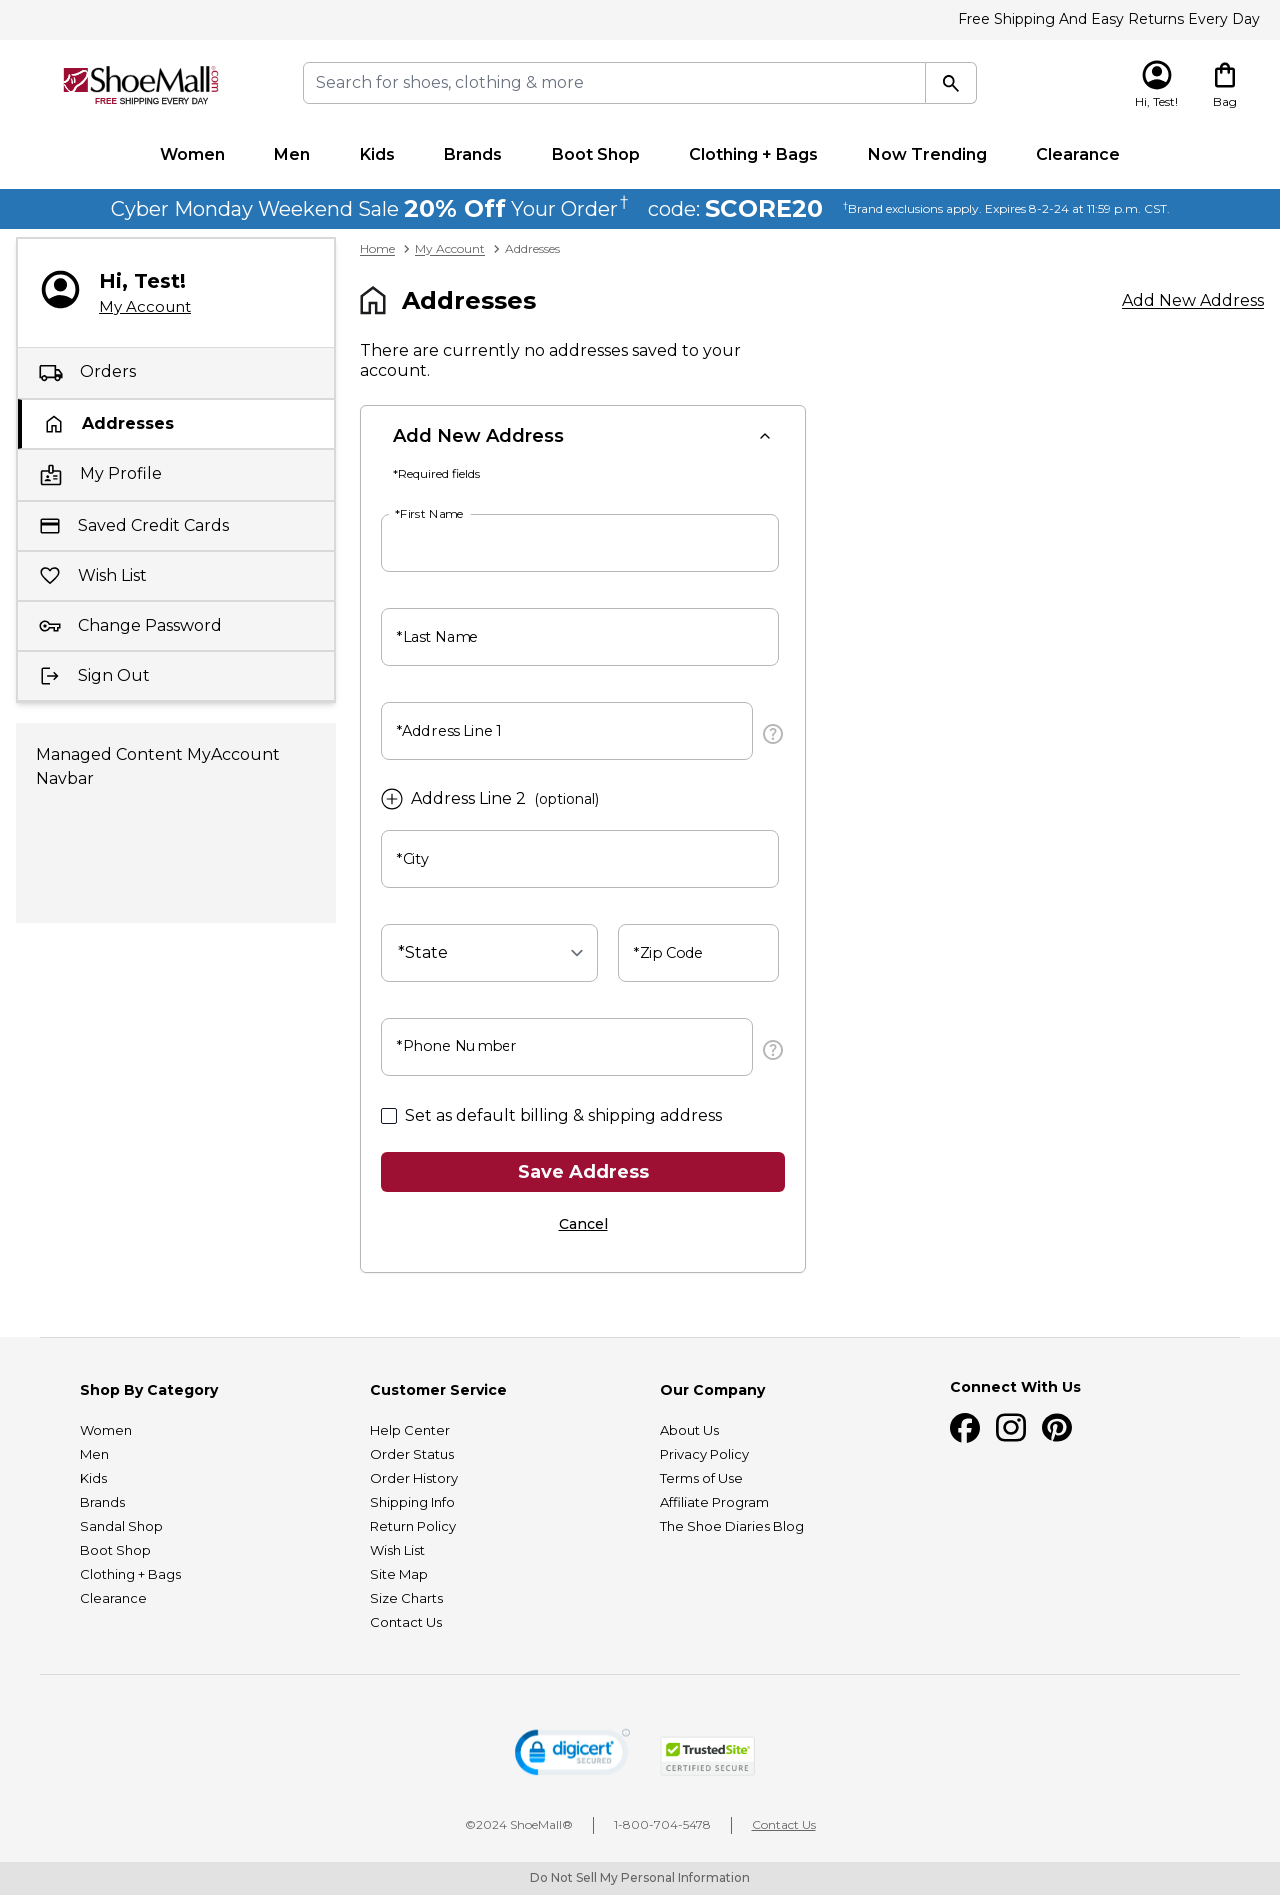 Free Shipping And Easy Returns Every Day
ShoeMall.com
FREE SHIPPING EVERY DAY
Search for shoes, clothing & more
Hi, Test!
Bag
Women Men Kids Brands Boot Shop Clothing + Bags Now Trending Clearance
Cyber Monday Weekend Sale 20% Off Your Order† code: SCORE20 †Brand exclusions apply. Expires 8-2-24 at 11:59 p.m. CST.
Hi, Test!
My Account
Orders
Addresses
My Profile
Saved Credit Cards
Wish List
Change Password
Sign Out
Managed Content MyAccount
Navbar
Home > My Account > Addresses
Addresses
Add New Address
There are currently no addresses saved to your
account.
Add New Address
*Required fields
*First Name
*Last Name
*Address Line 1
?
Address Line 2 (optional)
*City
*State
*Zip Code
*Phone Number
?
Set as default billing & shipping address
Save Address
Cancel
Shop By Category
Women
Men
Kids
Brands
Sandal Shop
Boot Shop
Clothing + Bags
Clearance
Customer Service
Help Center
Order Status
Order History
Shipping Info
Return Policy
Wish List
Site Map
Size Charts
Contact Us
Our Company
About Us
Privacy Policy
Terms of Use
Affiliate Program
The Shoe Diaries Blog
Connect With Us
digicert
SECURED
TrustedSite
CERTIFIED SECURE
©2024 ShoeMall®
1-800-704-5478
Contact Us
Do Not Sell My Personal Information